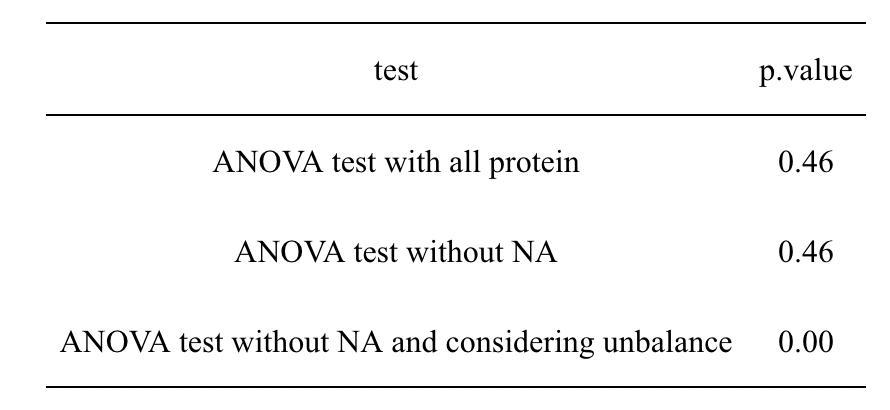 test p.value
ANOVA test with all protein 0.46
ANOVA test without NA 0.46
ANOVA test without NA and considering unbalance 0.00